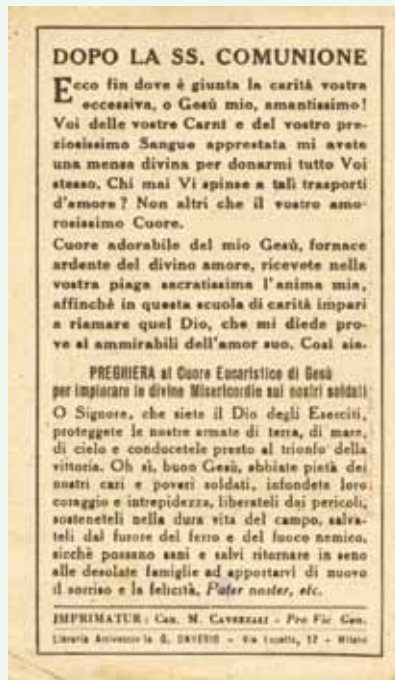 DOPO LA SS. COMUNIONE
Ecco fin dove è giunta la carità vostra
eccessiva, o Gesù mio, amantissimo!
Voi delle vostre Carni e del vostro pre-
ziosissimo Sangue apprestata mi avete
una mensa divina per donarmi tutto Voi
stesso. Chi mai Vi spinse a tali trasporti
d'amore? Non altri che il vostro amo-
rosissimo Cuore.
Cuore adorabile del mio Gesù, fornace
ardente del divino amore, ricevete nella
vostra piaga sacratissima l'anima mia,
affinchè in questa scuola di carità impari
a riamare quel Dio, che mi diede pro-
ve sì ammirabili dell'amor suo. Così sia.
PREGHIERA al Cuore Eucaristico di Gesù
per implorare le divine Misericordie sui nostri soldati
O Signore, che siete il Dio degli Eserciti,
proteggete le nostre armate di terra, di mare,
di cielo e conducetele presto al trionfo della
vittoria. Oh sì, buon Gesù, abbiate pietà dei
nostri cari e poveri soldati, infondete loro
coraggio e intrepidezza, liberateli dai pericoli,
sosteneteli nella dura vita del campo, salva-
teli dal furore del ferro e del fuoco nemico,
sicchè possano sani e salvi ritornare in seno
alle desolate famiglie ad apportarvi di nuovo
il sorriso e la felicità, Pater noster, etc.
IMPRIMATUR: Can. M. CAVEZZALI - Pro Vic Gen.
Libreria G. DAVERIO - Via 12 - Milano